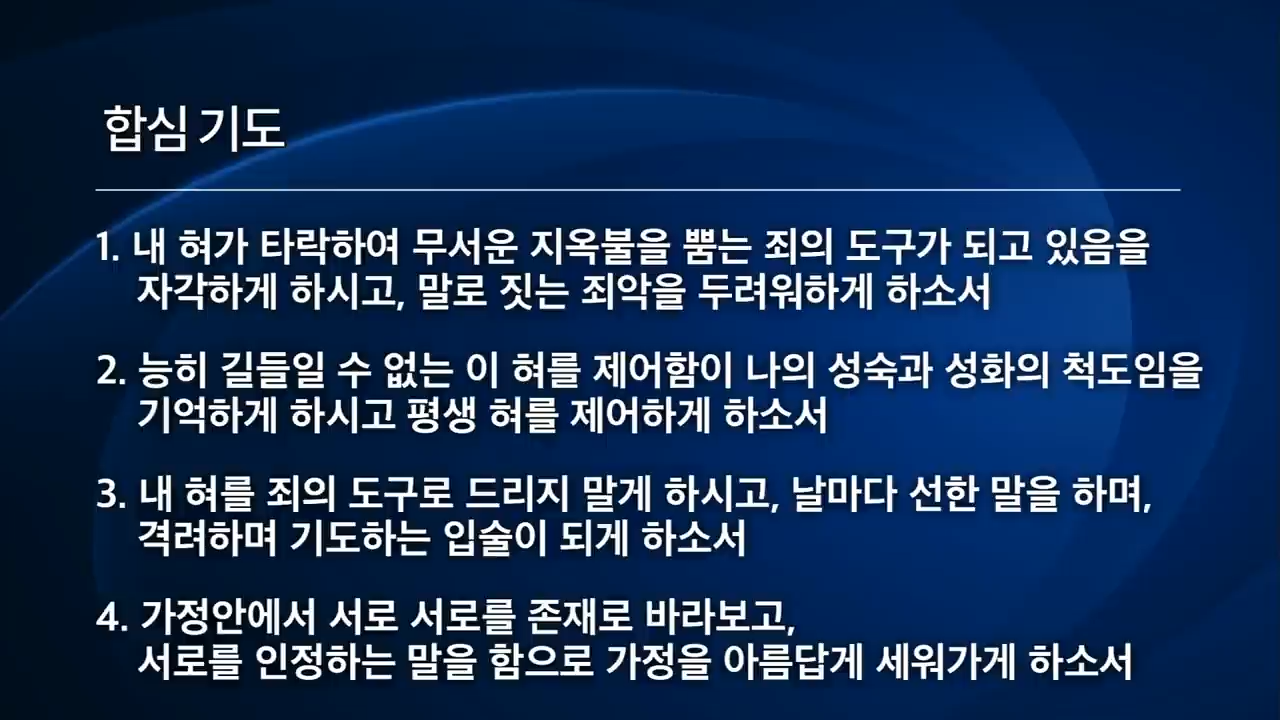 합심 기도
1. 내 혀가 타락하여 무서운 지옥불을 뿜는 죄의 도구가 되고 있음을
자각하게 하시고, 말로 짓는 죄악을 두려워하게 하소서
2. 능히 길들일 수 없는 이 혀를 제어함이 나의 성숙과 성화의 척도임을
기억하게 하시고 평생 혀를 제어하게 하소서
3. 내 혀를 죄의 도구로 드리지 말게 하시고, 날마다 선한 말을 하며,
격려하며 기도하는 입술이 되게 하소서
4. 가정안에서 서로 서로를 존재로 바라보고,
서로를 인정하는 말을 함으로 가정을 아름답게 세워가게 하소서